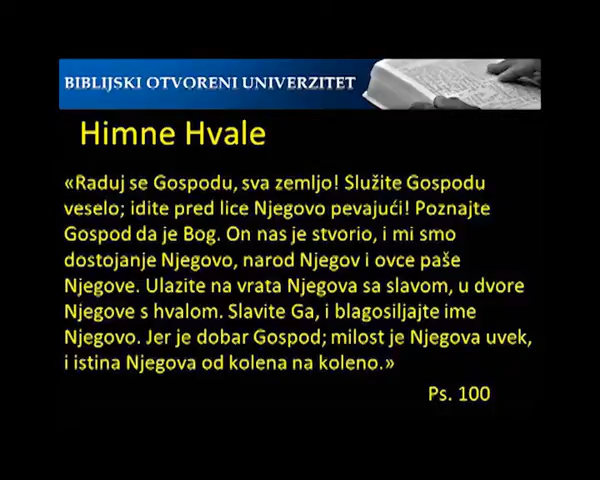 BIBLIJSKI OTVORENI UNIVERZITET
Himne Hvale
«Raduj se Gospodu, sva zemljo! Služite Gospodu
veselo; idite pred lice Njegovo pevajući! Poznajte
Gospod da je Bog. On nas je stvorio, i mi smo
dostojanje Njegovo, narod Njegov i ovce paše
Njegove. Ulazite na vrata Njegova sa slavom, u dvore
Njegove s hvalom. Slavite Ga, i blagosiljajte ime
Njegovo. Jer je dobar Gospod; milost je Njegova uvek,
i istina Njegova od kolena na koleno.»
Ps. 100